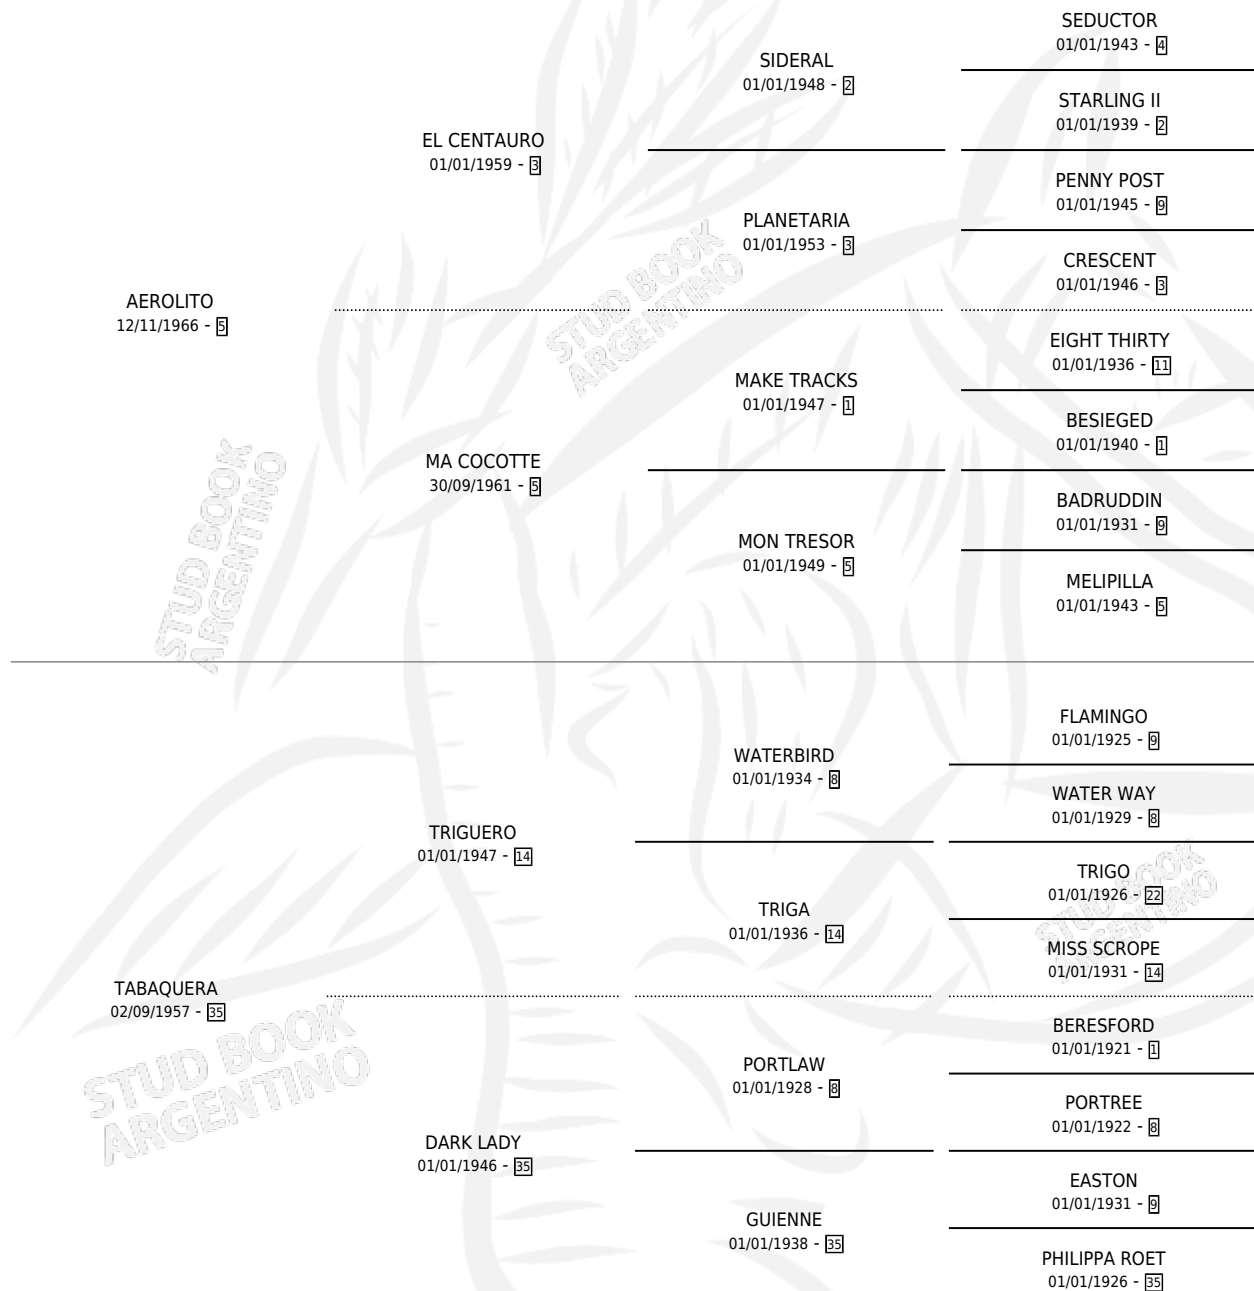 SEDUCTOR
01/01/1943 - 4
SIDERAL
01/01/1948 - 2
STARLING II
01/01/1939 - 2
EL CENTAURO
01/01/1959 - 3
PENNY POST
01/01/1945 - 9
PLANETARIA
01/01/1953 - 3
CRESCENT
01/01/1946 - 3
AEROLITO
12/11/1966 - 5
EIGHT THIRTY
01/01/1936 - 11
MAKE TRACKS
01/01/1947 - 1
BESIEGED
01/01/1940 - 1
MA COCOTTE
30/09/1961 - 5
BADRUDDIN
01/01/1931 - 9
MON TRESOR
01/01/1949 - 5
MELIPILLA
01/01/1943 - 5
FLAMINGO
01/01/1925 - 9
WATERBIRD
01/01/1934 - 8
WATER WAY
01/01/1929 - 8
TRIGUERO
01/01/1947 - 14
TRIGO
01/01/1926 - 22
TRIGA
01/01/1936 - 14
MISS SCROPE
01/01/1931 - 14
TABAQUERA
02/09/1957 - 35
BERESFORD
01/01/1921 - 1
PORTLAW
01/01/1928 - 8
PORTREE
01/01/1922 - 8
DARK LADY
01/01/1946 - 35
EASTON
01/01/1931 - 9
GUIENNE
01/01/1938 - 35
PHILIPPA ROET
01/01/1926 - 35
STUD BOOK
ARGENTINO
STUD BOOK
ARGENTINO
STUD BOOK
ARGENTINO
STUD BOOK
ARGENTINO